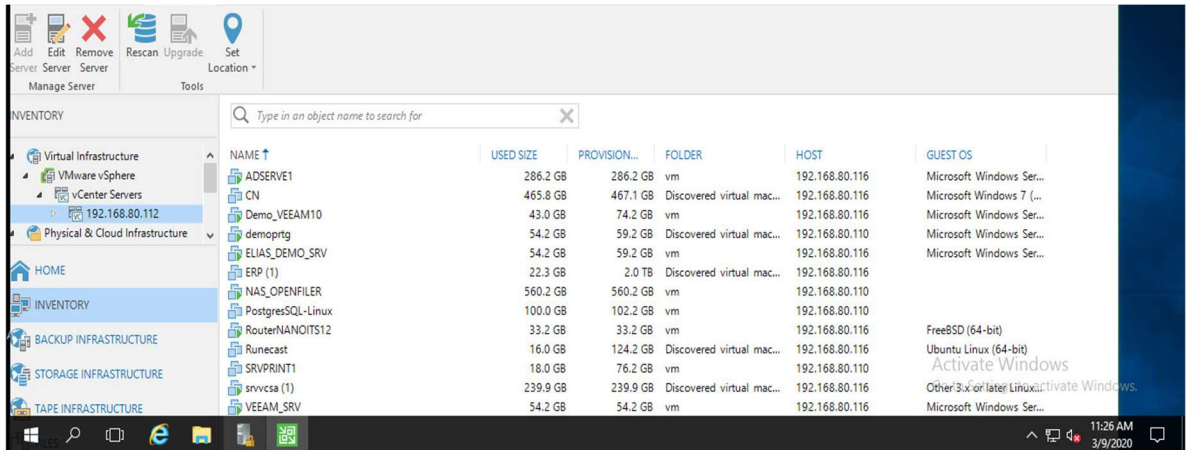 Add Server
Edit Server
Remove Server
Rescan
Upgrade
Set Location
Manage Server
Tools
INVENTORY
Type in an object name to search for
Virtual Infrastructure
VMware vSphere
vCenter Servers
192.168.80.112
Physical & Cloud Infrastructure
HOME
INVENTORY
BACKUP INFRASTRUCTURE
STORAGE INFRASTRUCTURE
TAPE INFRASTRUCTURE
NAME USED SIZE PROVISION... FOLDER HOST GUEST OS
ADSERVE1 286.2 GB 286.2 GB vm 192.168.80.116 Microsoft Windows Ser...
CN 465.8 GB 467.1 GB Discovered virtual mac... 192.168.80.116 Microsoft Windows 7 (...
Demo_VEEAM10 43.0 GB 74.2 GB vm 192.168.80.116 Microsoft Windows Ser...
demoprtg 54.2 GB 59.2 GB Discovered virtual mac... 192.168.80.110 Microsoft Windows Ser...
ELIAS_DEMO_SRV 54.2 GB 59.2 GB vm 192.168.80.116 Microsoft Windows Ser...
ERP (1) 22.3 GB 2.0 TB Discovered virtual mac... 192.168.80.116
NAS_OPENFILER 560.2 GB 560.2 GB vm 192.168.80.110
PostgresSQL-Linux 100.0 GB 102.2 GB vm 192.168.80.110
RouterNANOITS12 33.2 GB 33.2 GB vm 192.168.80.116 FreeBSD (64-bit)
Runecast 16.0 GB 124.2 GB Discovered virtual mac... 192.168.80.116 Ubuntu Linux (64-bit)
SRVPRINT1 18.0 GB 76.2 GB vm 192.168.80.110
srvvcsa (1) 239.9 GB 239.9 GB Discovered virtual mac... 192.168.80.116 Other 3.x or later Linux...
VEEAM_SRV 54.2 GB 54.2 GB vm 192.168.80.116 Microsoft Windows Ser...
Activate Windows
activate Windows.
11:26 AM
3/9/2020